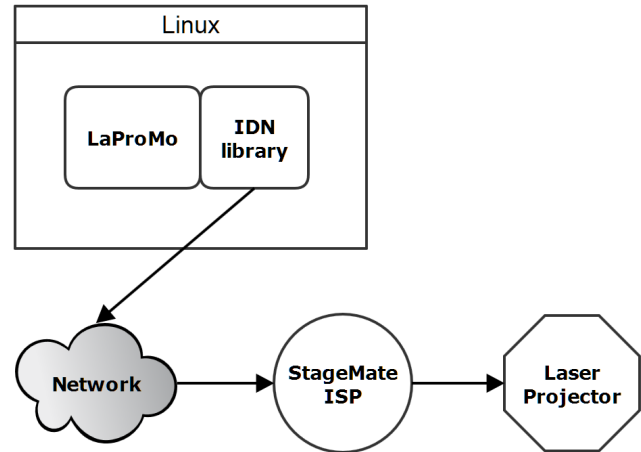 Linux
LaProMo
IDN
library
Network
StageMate
ISP
Laser
Projector